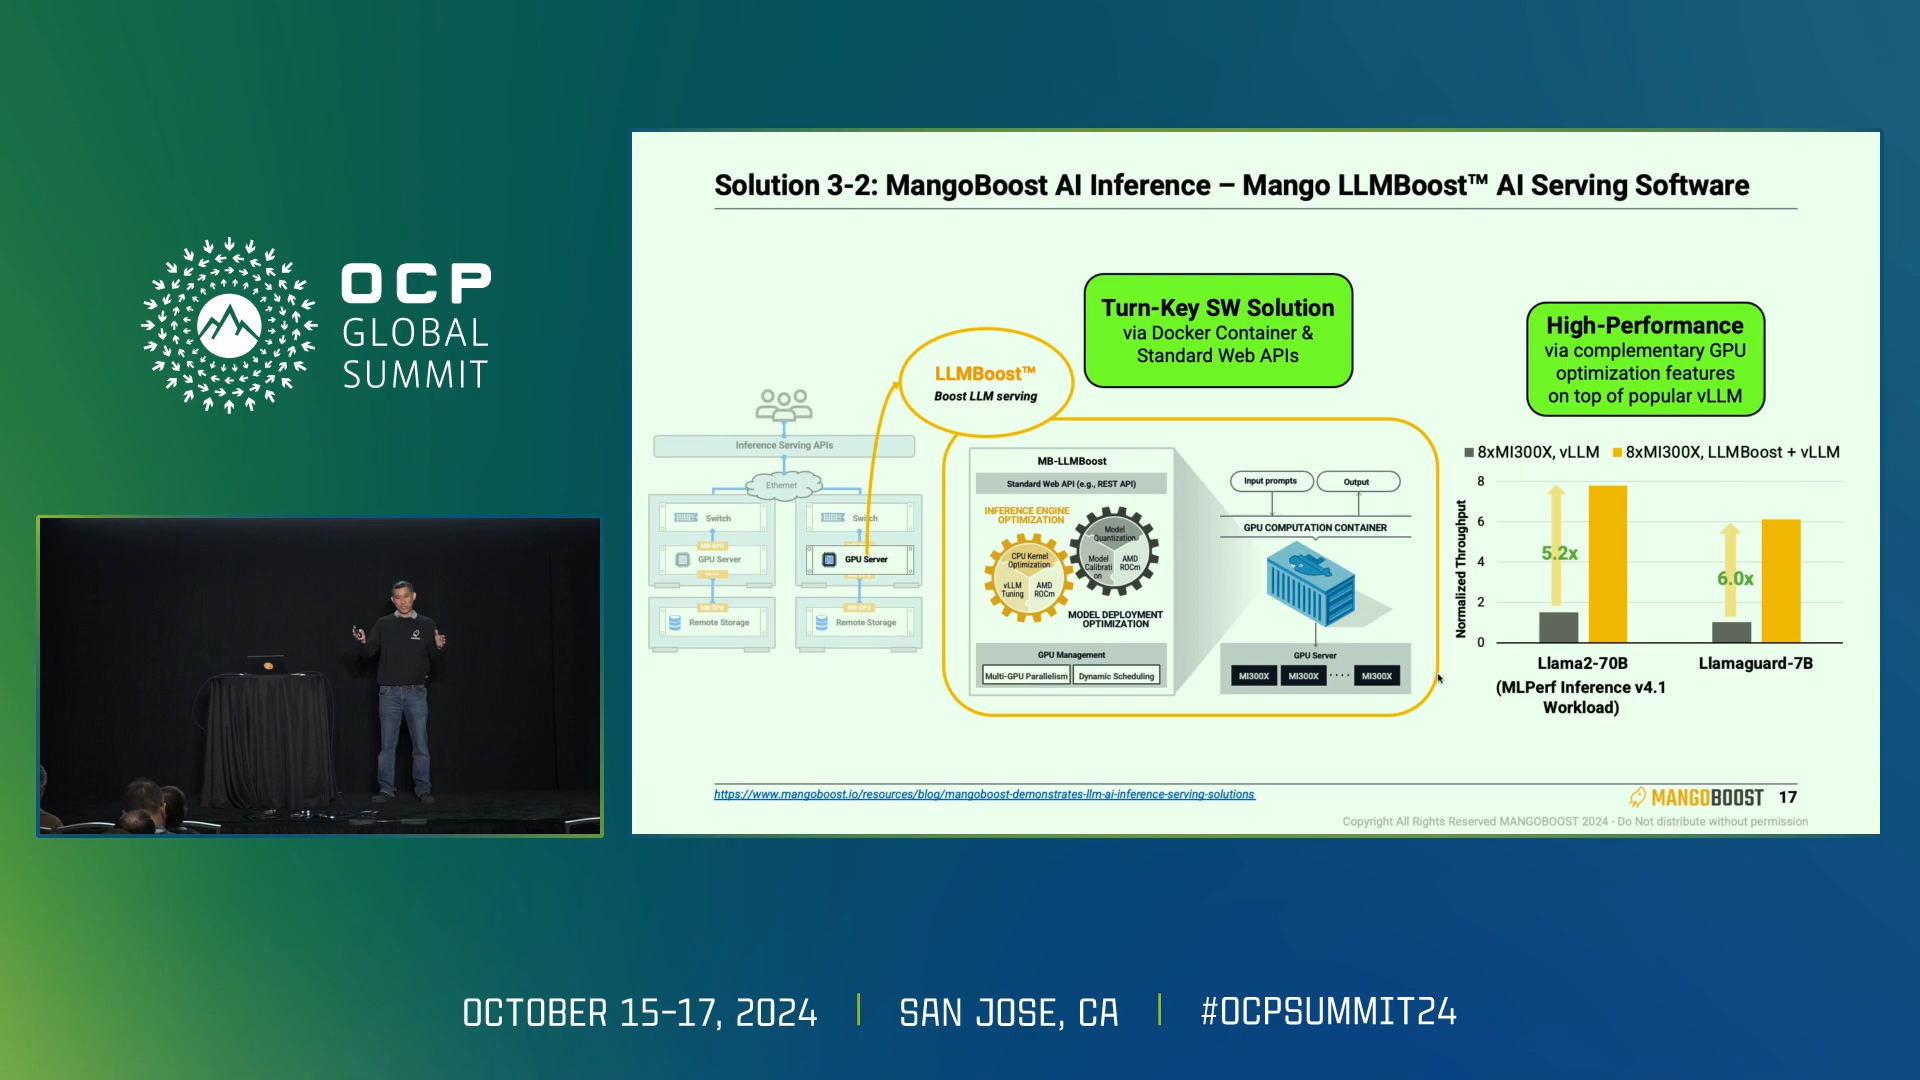 OCP
GLOBAL
SUMMIT
Solution 3-2: MangoBoost AI Inference – Mango LLMBoost™ AI Serving Software
Turn-Key SW Solution
via Docker Container &
Standard Web APIs
High-Performance
via complementary GPU
optimization features
on top of popular vLLM
LLMBoost™
Boost LLM serving
Inference Serving APIs
Ethernet
Switch
Switch
GPU Server
GPU Server
Remote Storage
Remote Storage
MB-LLMBoost
Standard Web API (e.g., REST API)
INFERENCE ENGINE
OPTIMIZATION
CPU Kernel
Optimization
vLLM
Tuning
AMD
ROCm
Model
Quantization
Model
Calibrati
on
AMD
ROCm
MODEL DEPLOYMENT
OPTIMIZATION
GPU Management
Multi-GPU Parallelism
Dynamic Scheduling
Input prompts
Output
GPU COMPUTATION CONTAINER
GPU Server
MI300X
MI300X
....
MI300X
8xMI300X, vLLM
8xMI300X, LLMBoost + vLLM
Normalized Throughput
8
6
4
2
0
5.2x
6.0x
Llama2-70B
(MLPerf Inference v4.1
Workload)
Llamaguard-7B
https://www.mangoboost.io/resources/blog/mangoboost-demonstrates-llm-ai-inference-serving-solutions
MANGOBOOST 17
Copyright All Rights Reserved MANGOBOOST 2024 - Do Not distribute without permission
OCTOBER 15-17, 2024 | SAN JOSE, CA | #OCPSUMMIT24